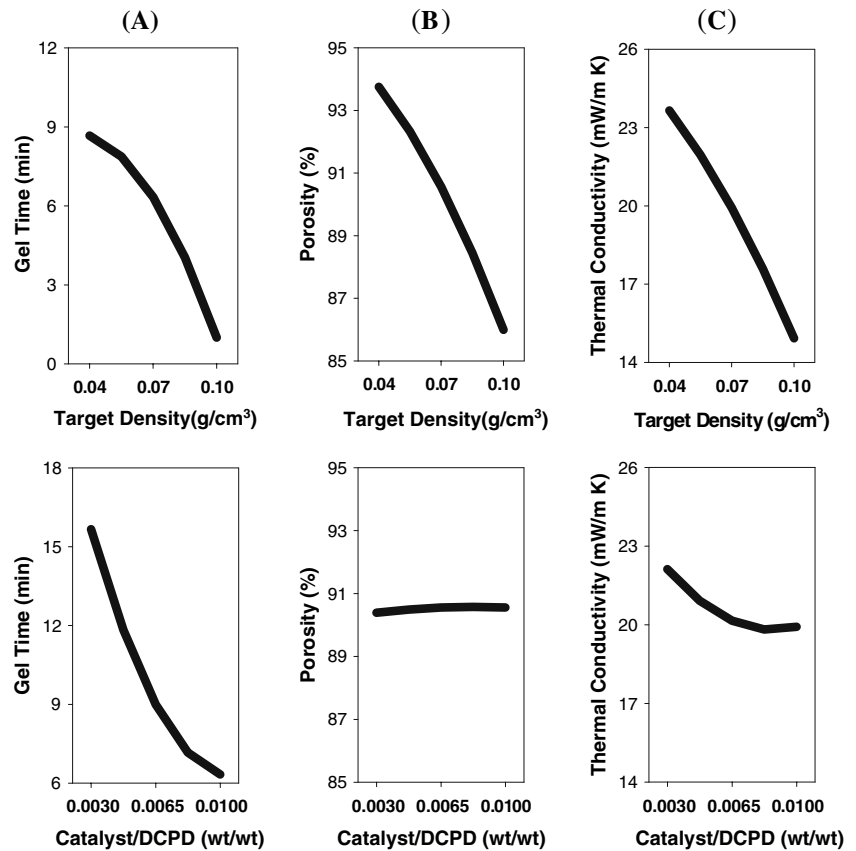 (A)
12
9
6
3
0
Gel Time (min)
0.04 0.07 0.10
Target Density(g/cm³)
(B)
95
93
91
89
87
85
Porosity (%)
0.04 0.07 0.10
Target Density(g/cm³)
(C)
26
23
20
17
14
Thermal Conductivity (mW/m K)
0.04 0.07 0.10
Target Density (g/cm³)
18
15
12
9
6
Gel Time (min)
0.0030 0.0065 0.0100
Catalyst/DCPD (wt/wt)
95
93
91
89
87
85
Porosity (%)
0.0030 0.0065 0.0100
Catalyst/DCPD (wt/wt)
26
23
20
17
14
Thermal Conductivity (mW/m K)
0.0030 0.0065 0.0100
Catalyst/DCPD (wt/wt)